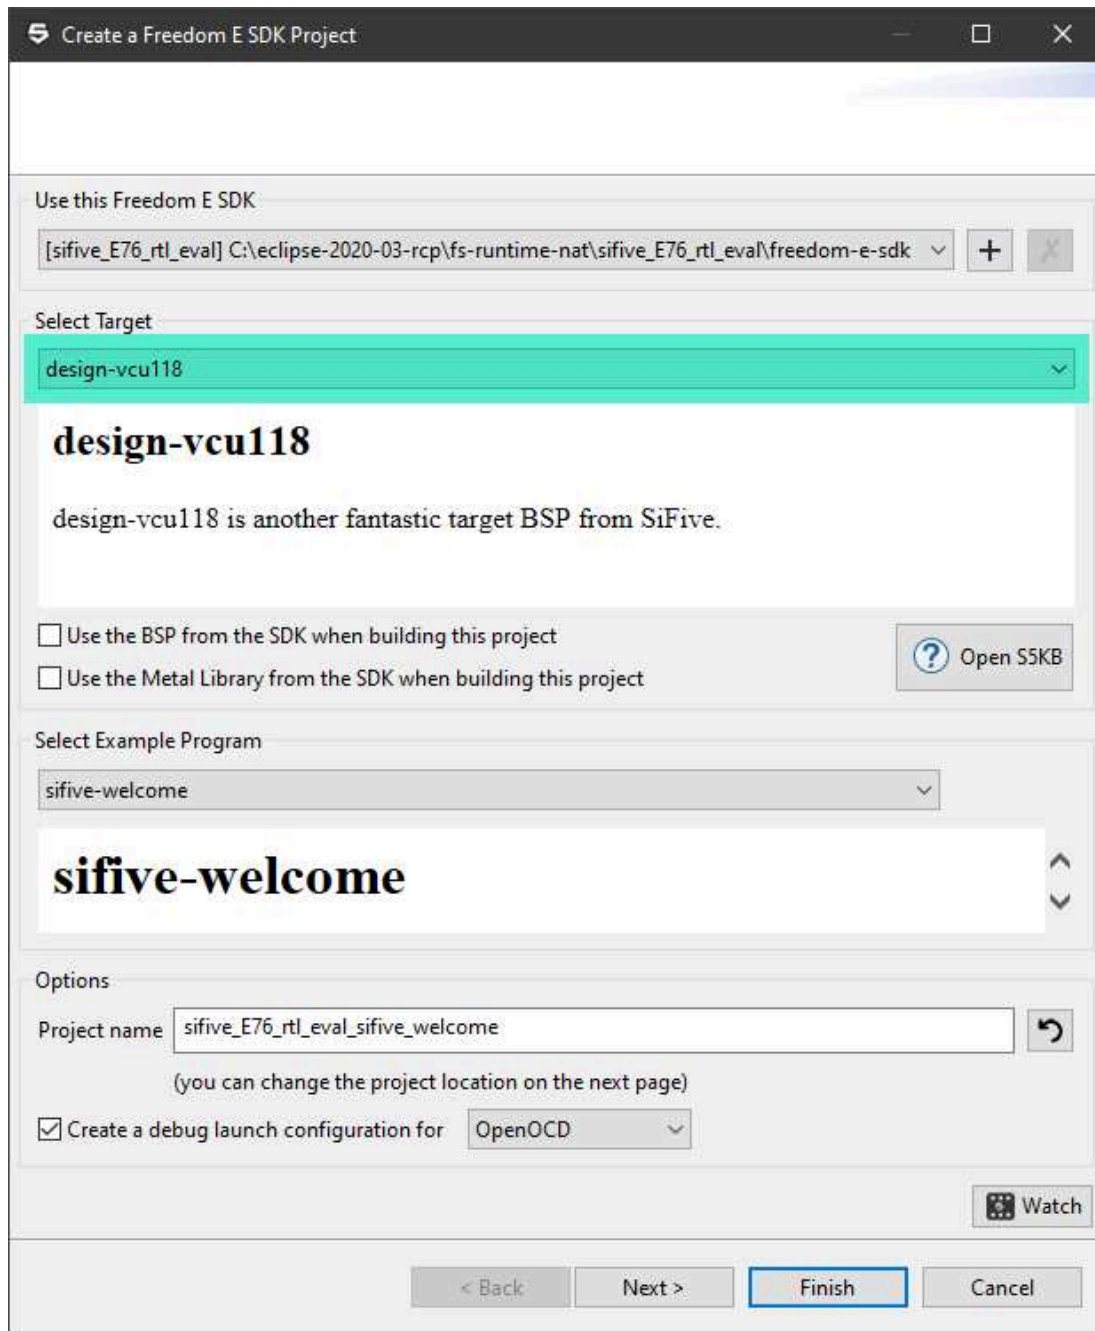 Create a Freedom E SDK Project
Use this Freedom E SDK
[sifive_E76_rtl_eval] C:\eclipse-2020-03-rcp\fs-runtime-nat\sifive_E76_rtl_eval\freedom-e-sdk
Select Target
design-vcu118
design-vcu118
design-vcu118 is another fantastic target BSP from SiFive.
Use the BSP from the SDK when building this project
Use the Metal Library from the SDK when building this project
Open S5KB
Select Example Program
sifive-welcome
sifive-welcome
Options
Project name sifive_E76_rtl_eval_sifive_welcome
(you can change the project location on the next page)
Create a debug launch configuration for OpenOCD
Watch
< Back Next > Finish Cancel